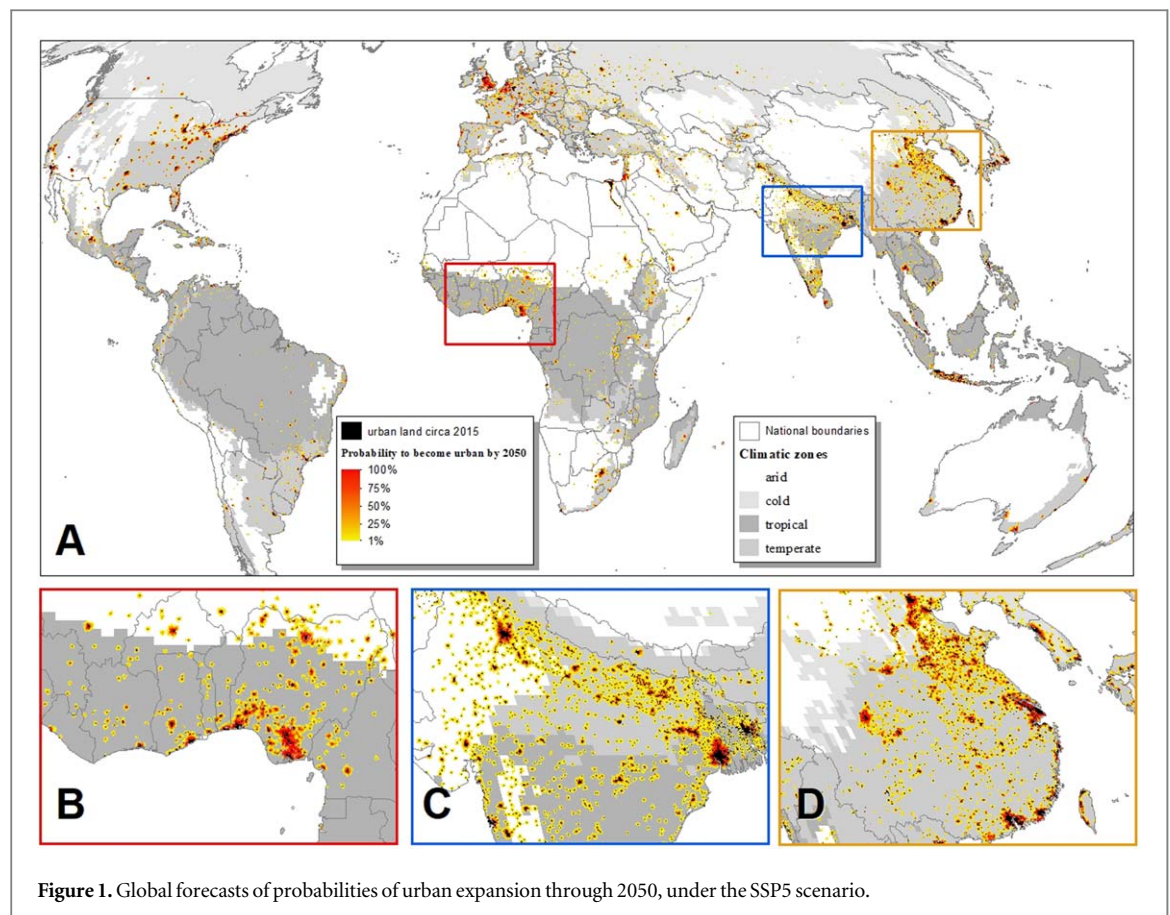 A
urban land circa 2015
Probability to become urban by 2050
100%
75%
50%
25%
1%
National boundaries
Climatic zones
arid
cold
tropical
temperate
B
C
D
Figure 1. Global forecasts of probabilities of urban expansion through 2050, under the SSP5 scenario.